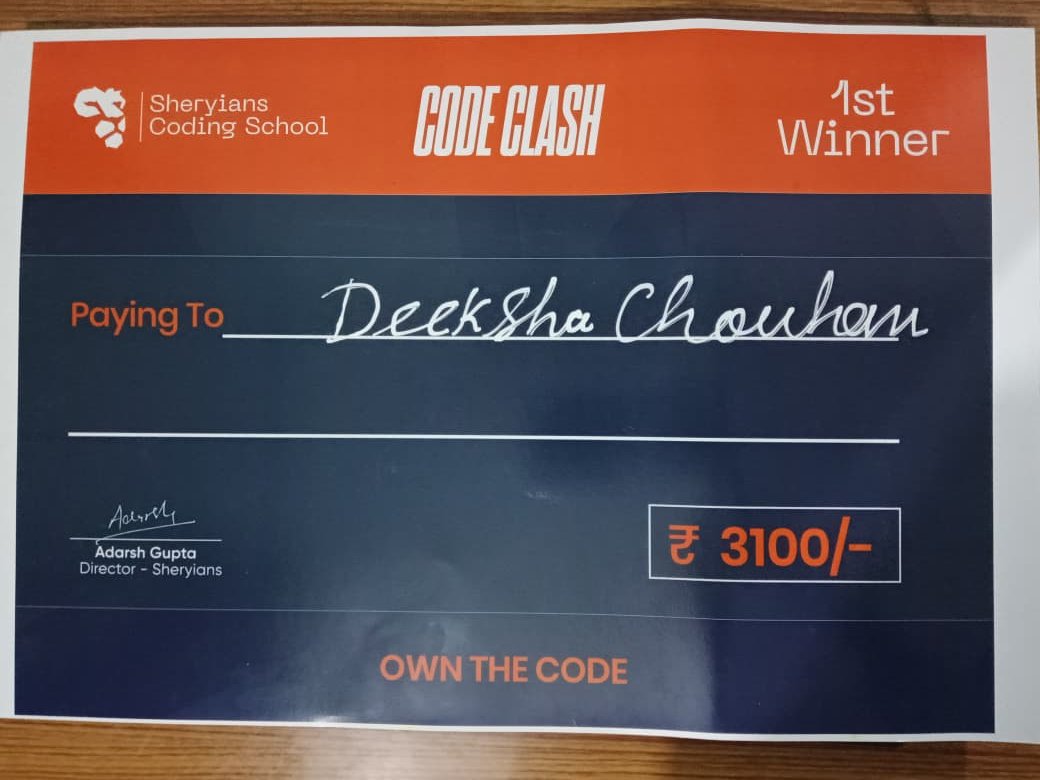 Sheryians
Coding School
CODE CLASH
1st
Winner
Paying To Deeksha Chouhan
Adarsh
Adarsh Gupta
Director - Sheryians
₹ 3100/-
OWN THE CODE